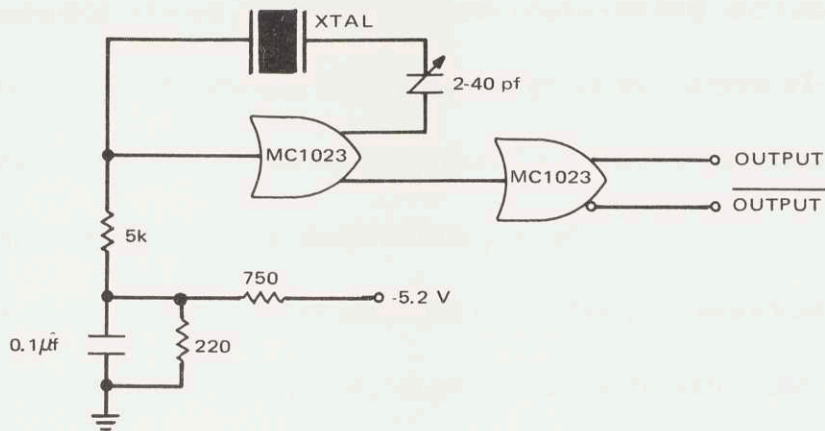 XTAL
2-40 pf
MC1023
MC1023
OUTPUT
OUTPUT
5k
750
-5.2 V
0.1μf
220